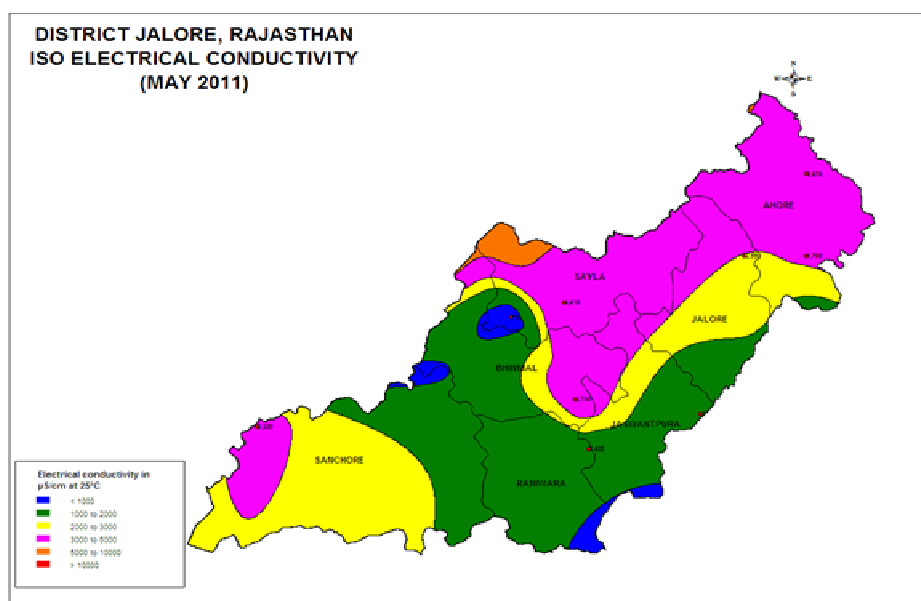 DISTRICT JALORE, RAJASTHAN
ISO ELECTRICAL CONDUCTIVITY
(MAY 2011)
N
W E
S
AHORE
SAYLA
JALORE
BHINMAL
JASWANTPURA
SANCHORE
RANIWARA
Electrical conductivity in
µS/cm at 25°C
< 1000
1000 to 2000
2000 to 3000
3000 to 5000
5000 to 10000
> 10000